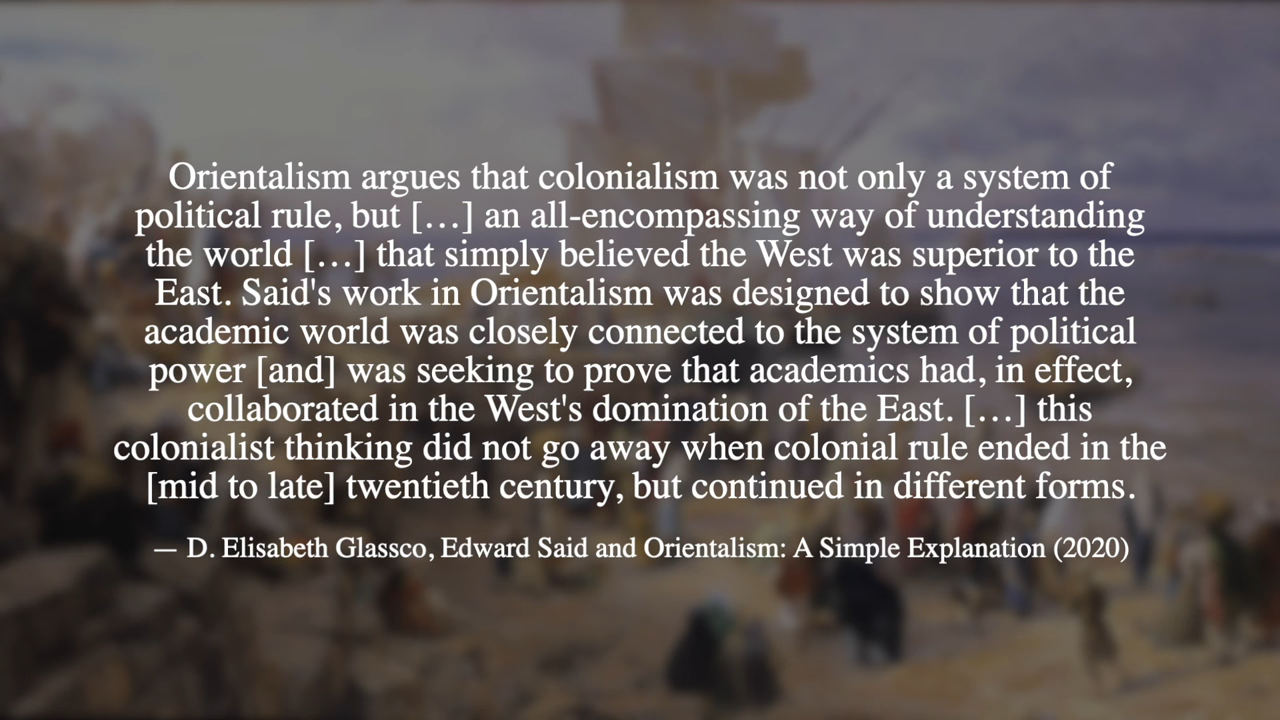 Orientalism argues that colonialism was not only a system of
political rule, but […] an all-encompassing way of understanding
the world […] that simply believed the West was superior to the
East. Said's work in Orientalism was designed to show that the
academic world was closely connected to the system of political
power [and] was seeking to prove that academics had, in effect,
collaborated in the West's domination of the East. […] this
colonialist thinking did not go away when colonial rule ended in the
[mid to late] twentieth century, but continued in different forms.
— D. Elisabeth Glassco, Edward Said and Orientalism: A Simple Explanation (2020)